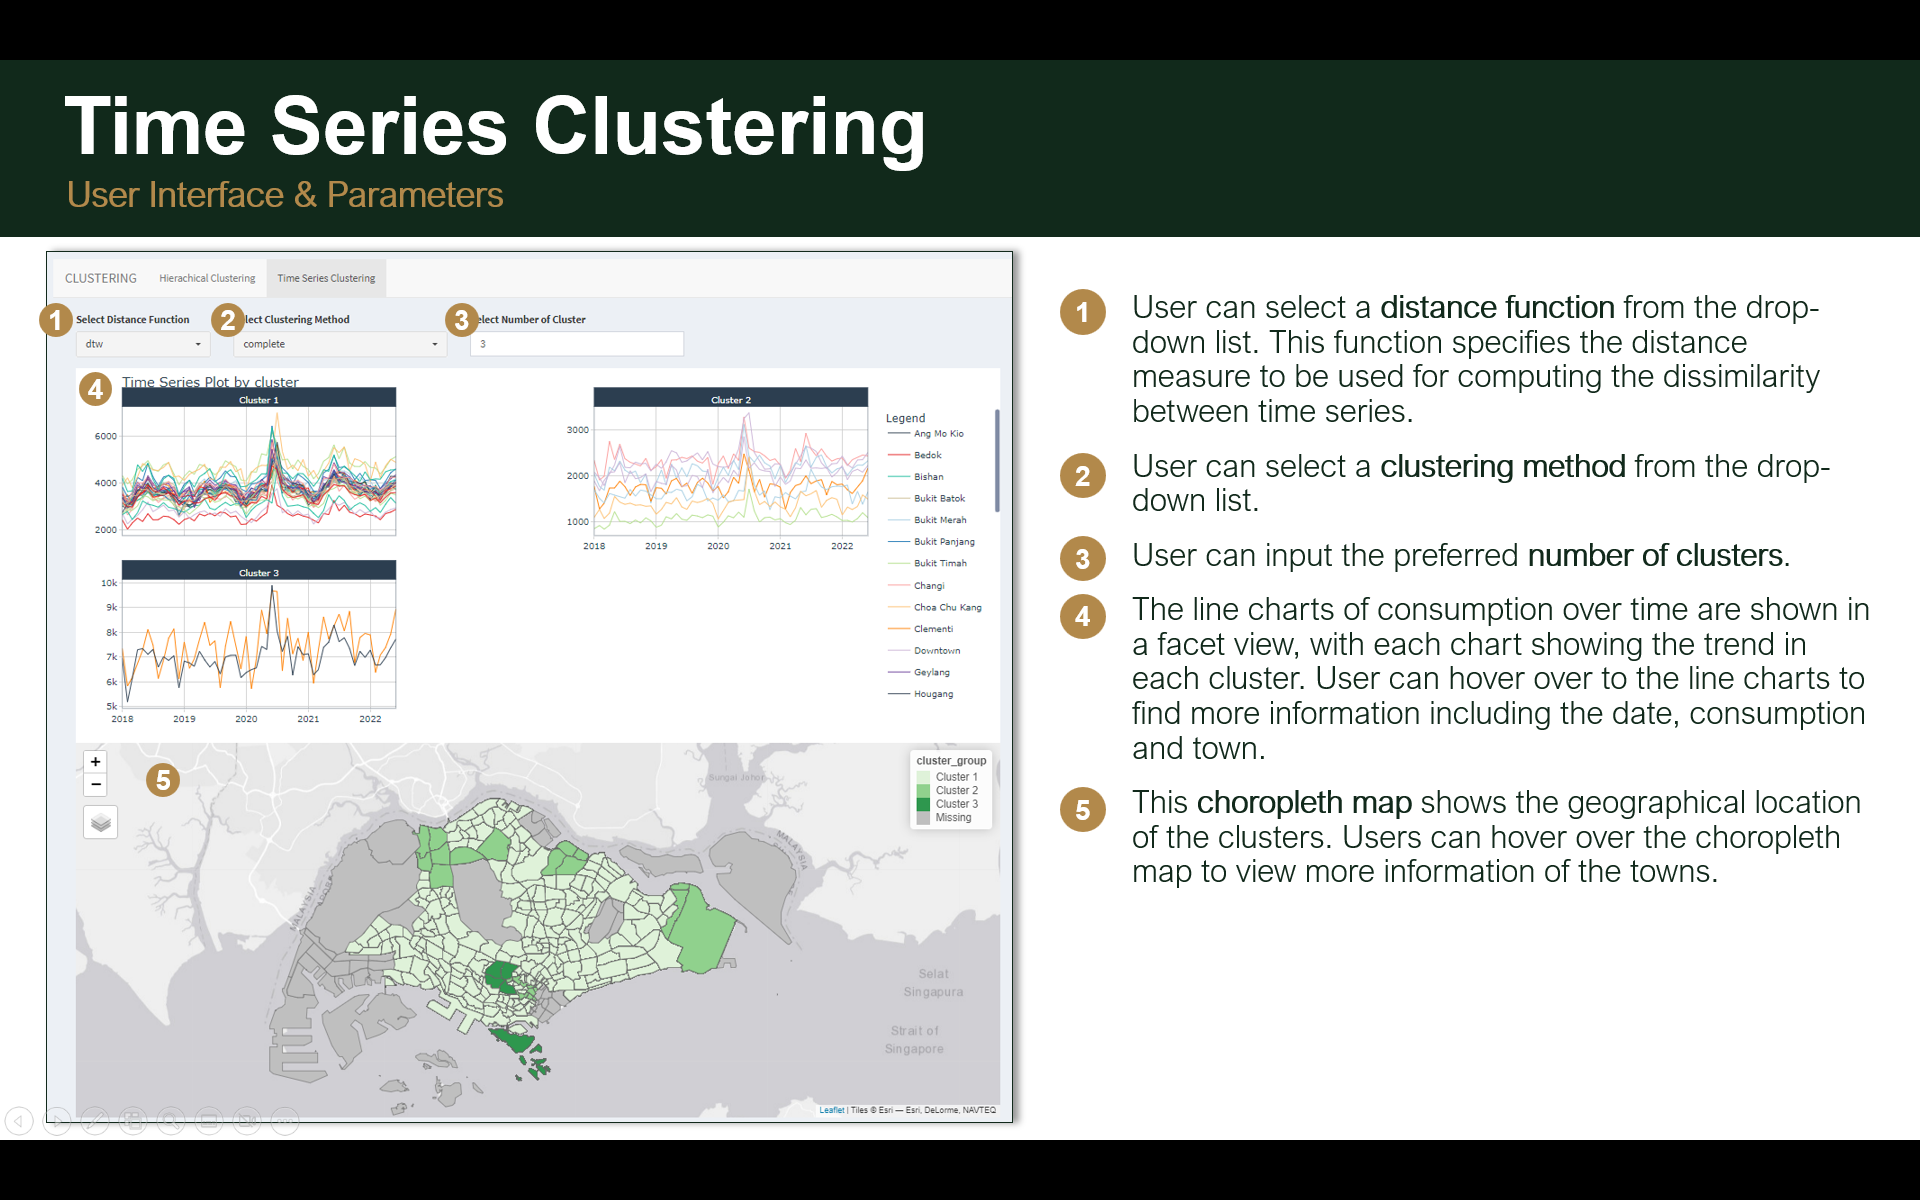 Time Series Clustering
User Interface & Parameters
CLUSTERING Hierachical Clustering Time Series Clustering
1 Select Distance Function 2 lect Clustering Method 3 elect Number of Cluster
dtw complete 3
4 Time Series Plot by cluster
Cluster 1
6000
4000
2000
Cluster 2
3000
2000
1000
2018 2019 2020 2021 2022
Legend
Ang Mo Kio
Bedok
Bishan
Bukit Batok
Bukit Merah
Bukit Panjang
Bukit Timah
Changi
Choa Chu Kang
Clementi
Downtown
Geylang
Hougang
Cluster 3
10k
9k
8k
7k
6k
5k
2018 2019 2020 2021 2022
+
−
5
cluster_group
Cluster 1
Cluster 2
Cluster 3
Missing
Sungai Johor
MALAYSIA
MALAYSIA
Selat
Singapura
Strait of
Singapore
Leaflet | Tiles © Esri — Esri, DeLorme, NAVTEQ
1 User can select a distance function from the drop-
down list. This function specifies the distance
measure to be used for computing the dissimilarity
between time series.
2 User can select a clustering method from the drop-
down list.
3 User can input the preferred number of clusters.
4 The line charts of consumption over time are shown in
a facet view, with each chart showing the trend in
each cluster. User can hover over to the line charts to
find more information including the date, consumption
and town.
5 This choropleth map shows the geographical location
of the clusters. Users can hover over the choropleth
map to view more information of the towns.